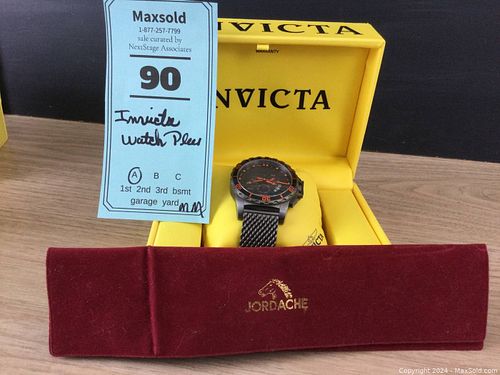 Maxsold
1-877-257-7799
sale curated by
NextStage Associates
90
Invicta
Watch Plus
A B C
1st 2nd 3rd bsmt
garage yard
INVICTA
WARRANTY
INVICTA
JORDACHE
Copyright 2024 - MaxSold.com